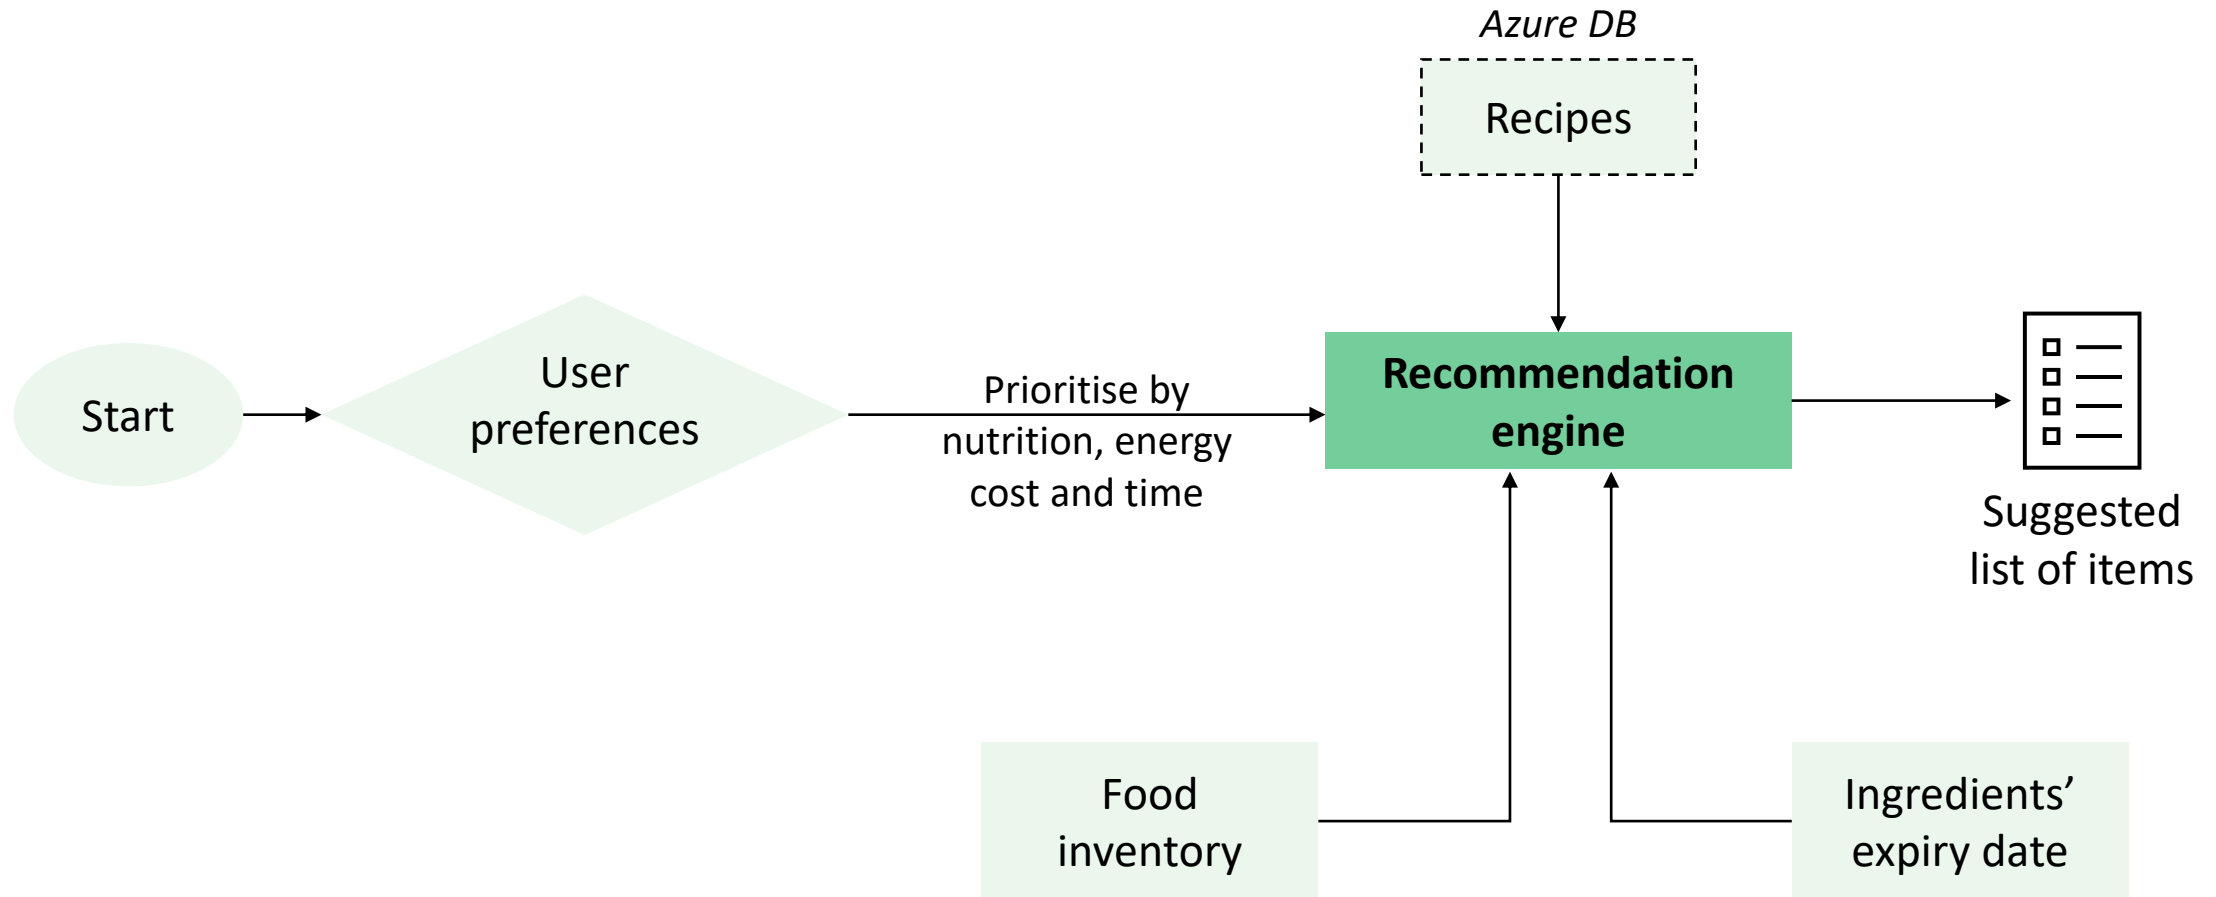 Azure DB
Recipes
Start
User
preferences
Prioritise by
nutrition, energy
cost and time
Recommendation
engine
Suggested
list of items
Food
inventory
Ingredients’
expiry date